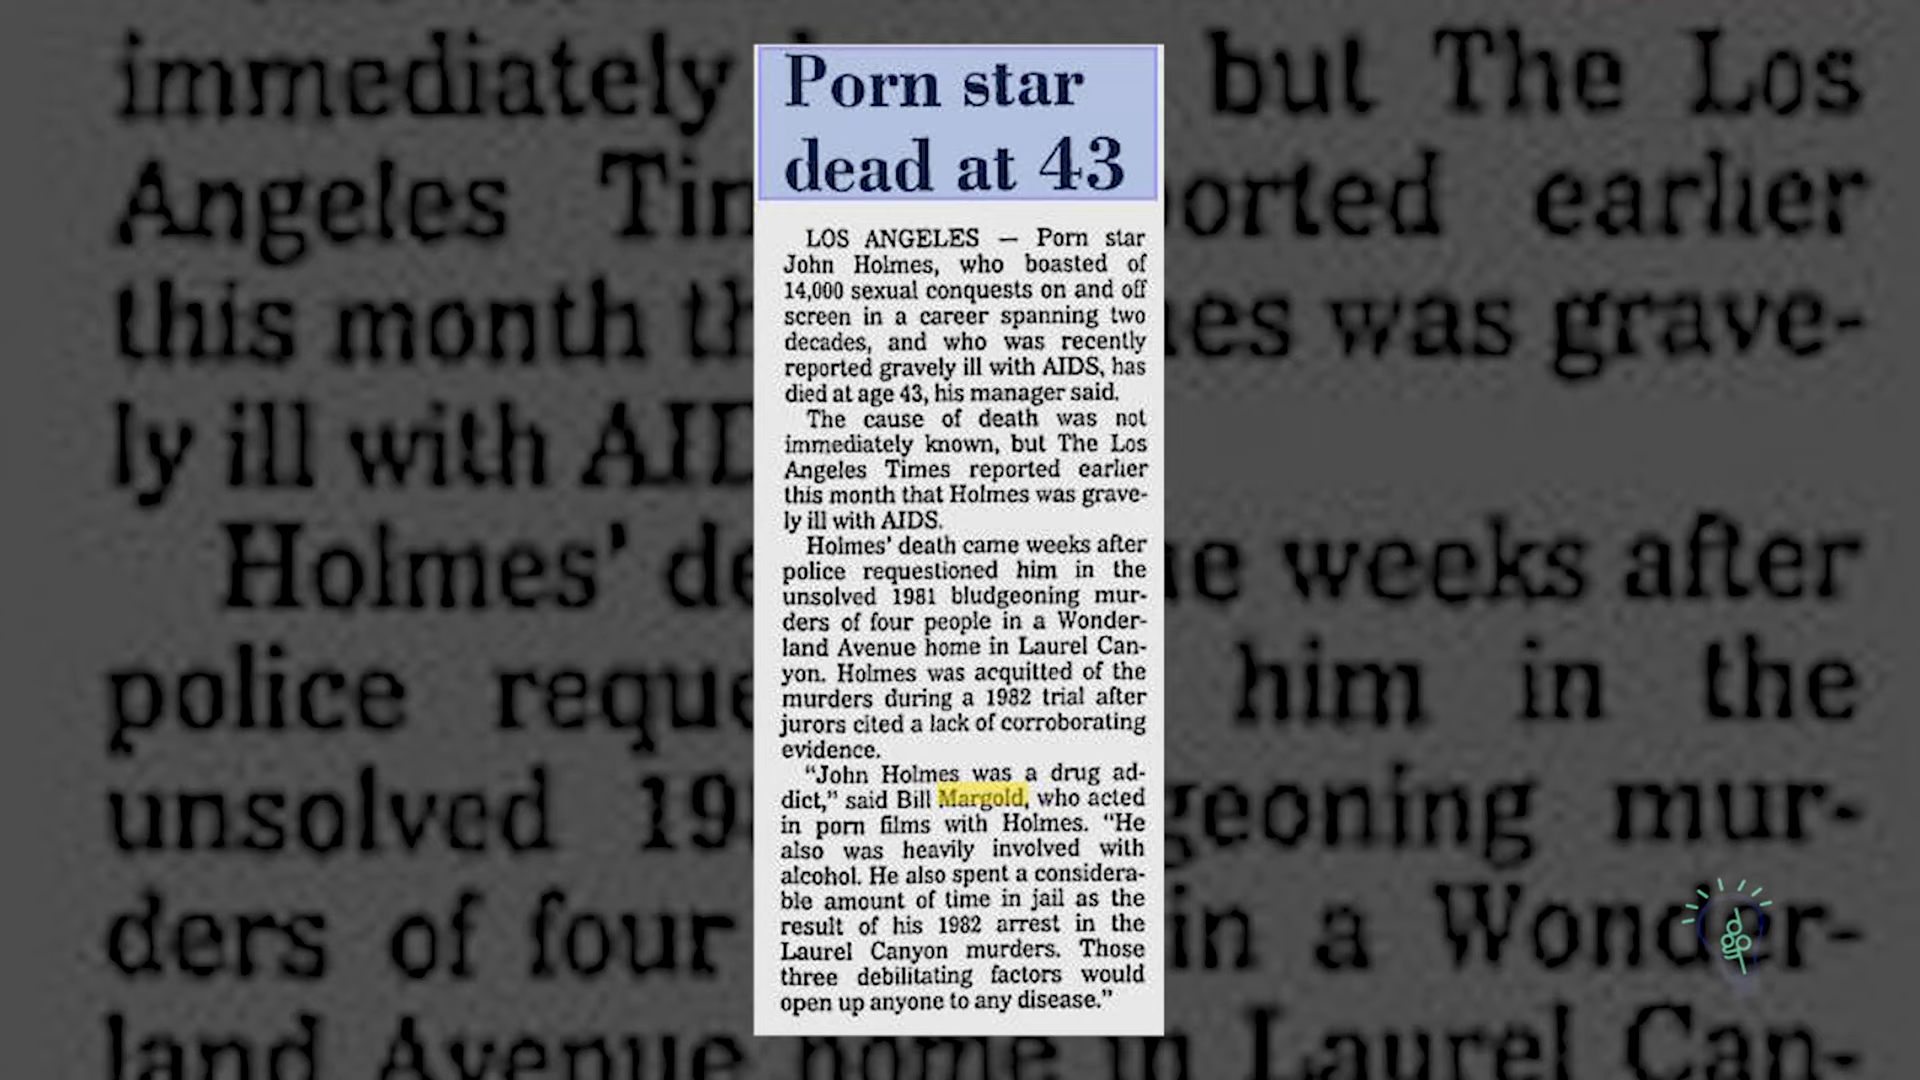 Porn star
dead at 43
LOS ANGELES — Porn star
John Holmes, who boasted of
14,000 sexual conquests on and off
screen in a career spanning two
decades, and who was recently
reported gravely ill with AIDS, has
died at age 43, his manager said.
The cause of death was not
immediately known, but The Los
Angeles Times reported earlier
this month that Holmes was grave-
ly ill with AIDS.
Holmes' death came weeks after
police requestioned him in the
unsolved 1981 bludgeoning mur-
ders of four people in a Wonder-
land Avenue home in Laurel Can-
yon. Holmes was acquitted of the
murders during a 1982 trial after
jurors cited a lack of corroborating
evidence.
"John Holmes was a drug ad-
dict," said Bill Margold, who acted
in porn films with Holmes. "He
also was heavily involved with
alcohol. He also spent a considera-
ble amount of time in jail as the
result of his 1982 arrest in the
Laurel Canyon murders. Those
three debilitating factors would
open up anyone to any disease."
immediately but The Los
Angeles Tim orted earlier
this month th es was grave-
ly ill with AID
Holmes' de e weeks after
police reque him in the
unsolved 19 geoning mur-
ders of four in a Wonder-
land Avenue home in Laurel Can-